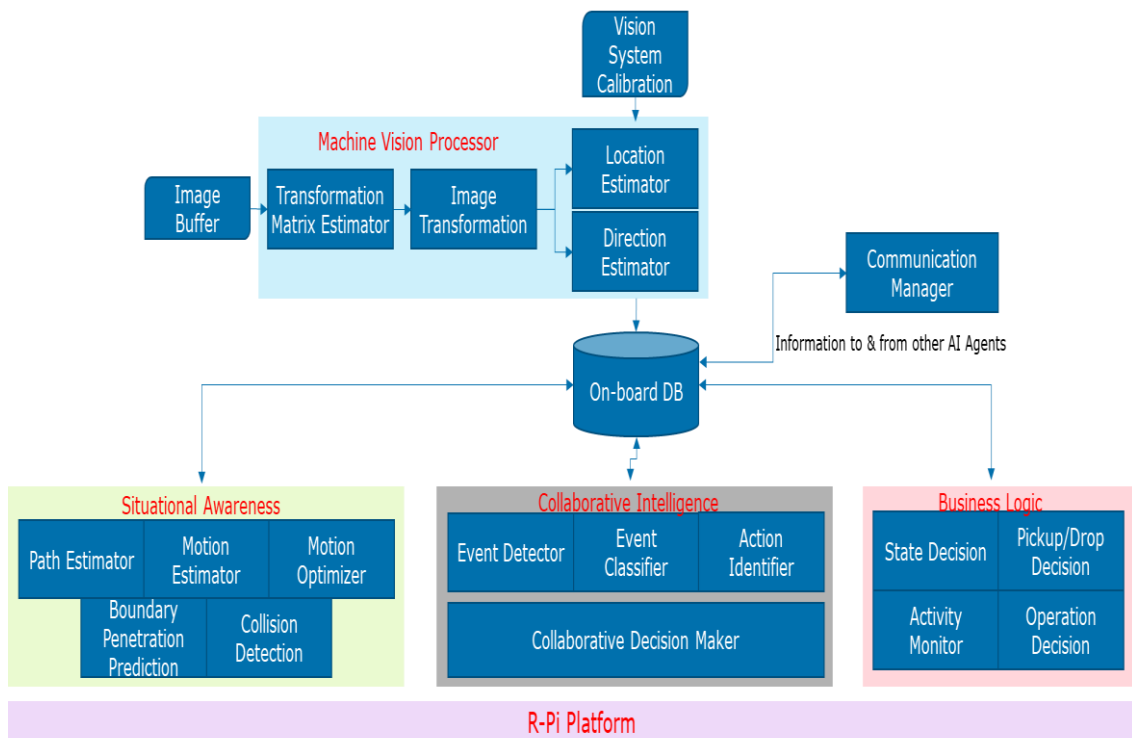 Vision
System
Calibration
Machine Vision Processor
Location
Estimator
Image
Buffer
Transformation
Matrix Estimator
Image
Transformation
Direction
Estimator
Communication
Manager
Information to & from other AI Agents
On-board DB
Situational Awareness
Path Estimator
Motion
Estimator
Motion
Optimizer
Boundary
Penetration
Prediction
Collision
Detection
Collaborative Intelligence
Event Detector
Event
Classifier
Action
Identifier
Collaborative Decision Maker
Business Logic
State Decision
Pickup/Drop
Decision
Activity
Monitor
Operation
Decision
R-Pi Platform